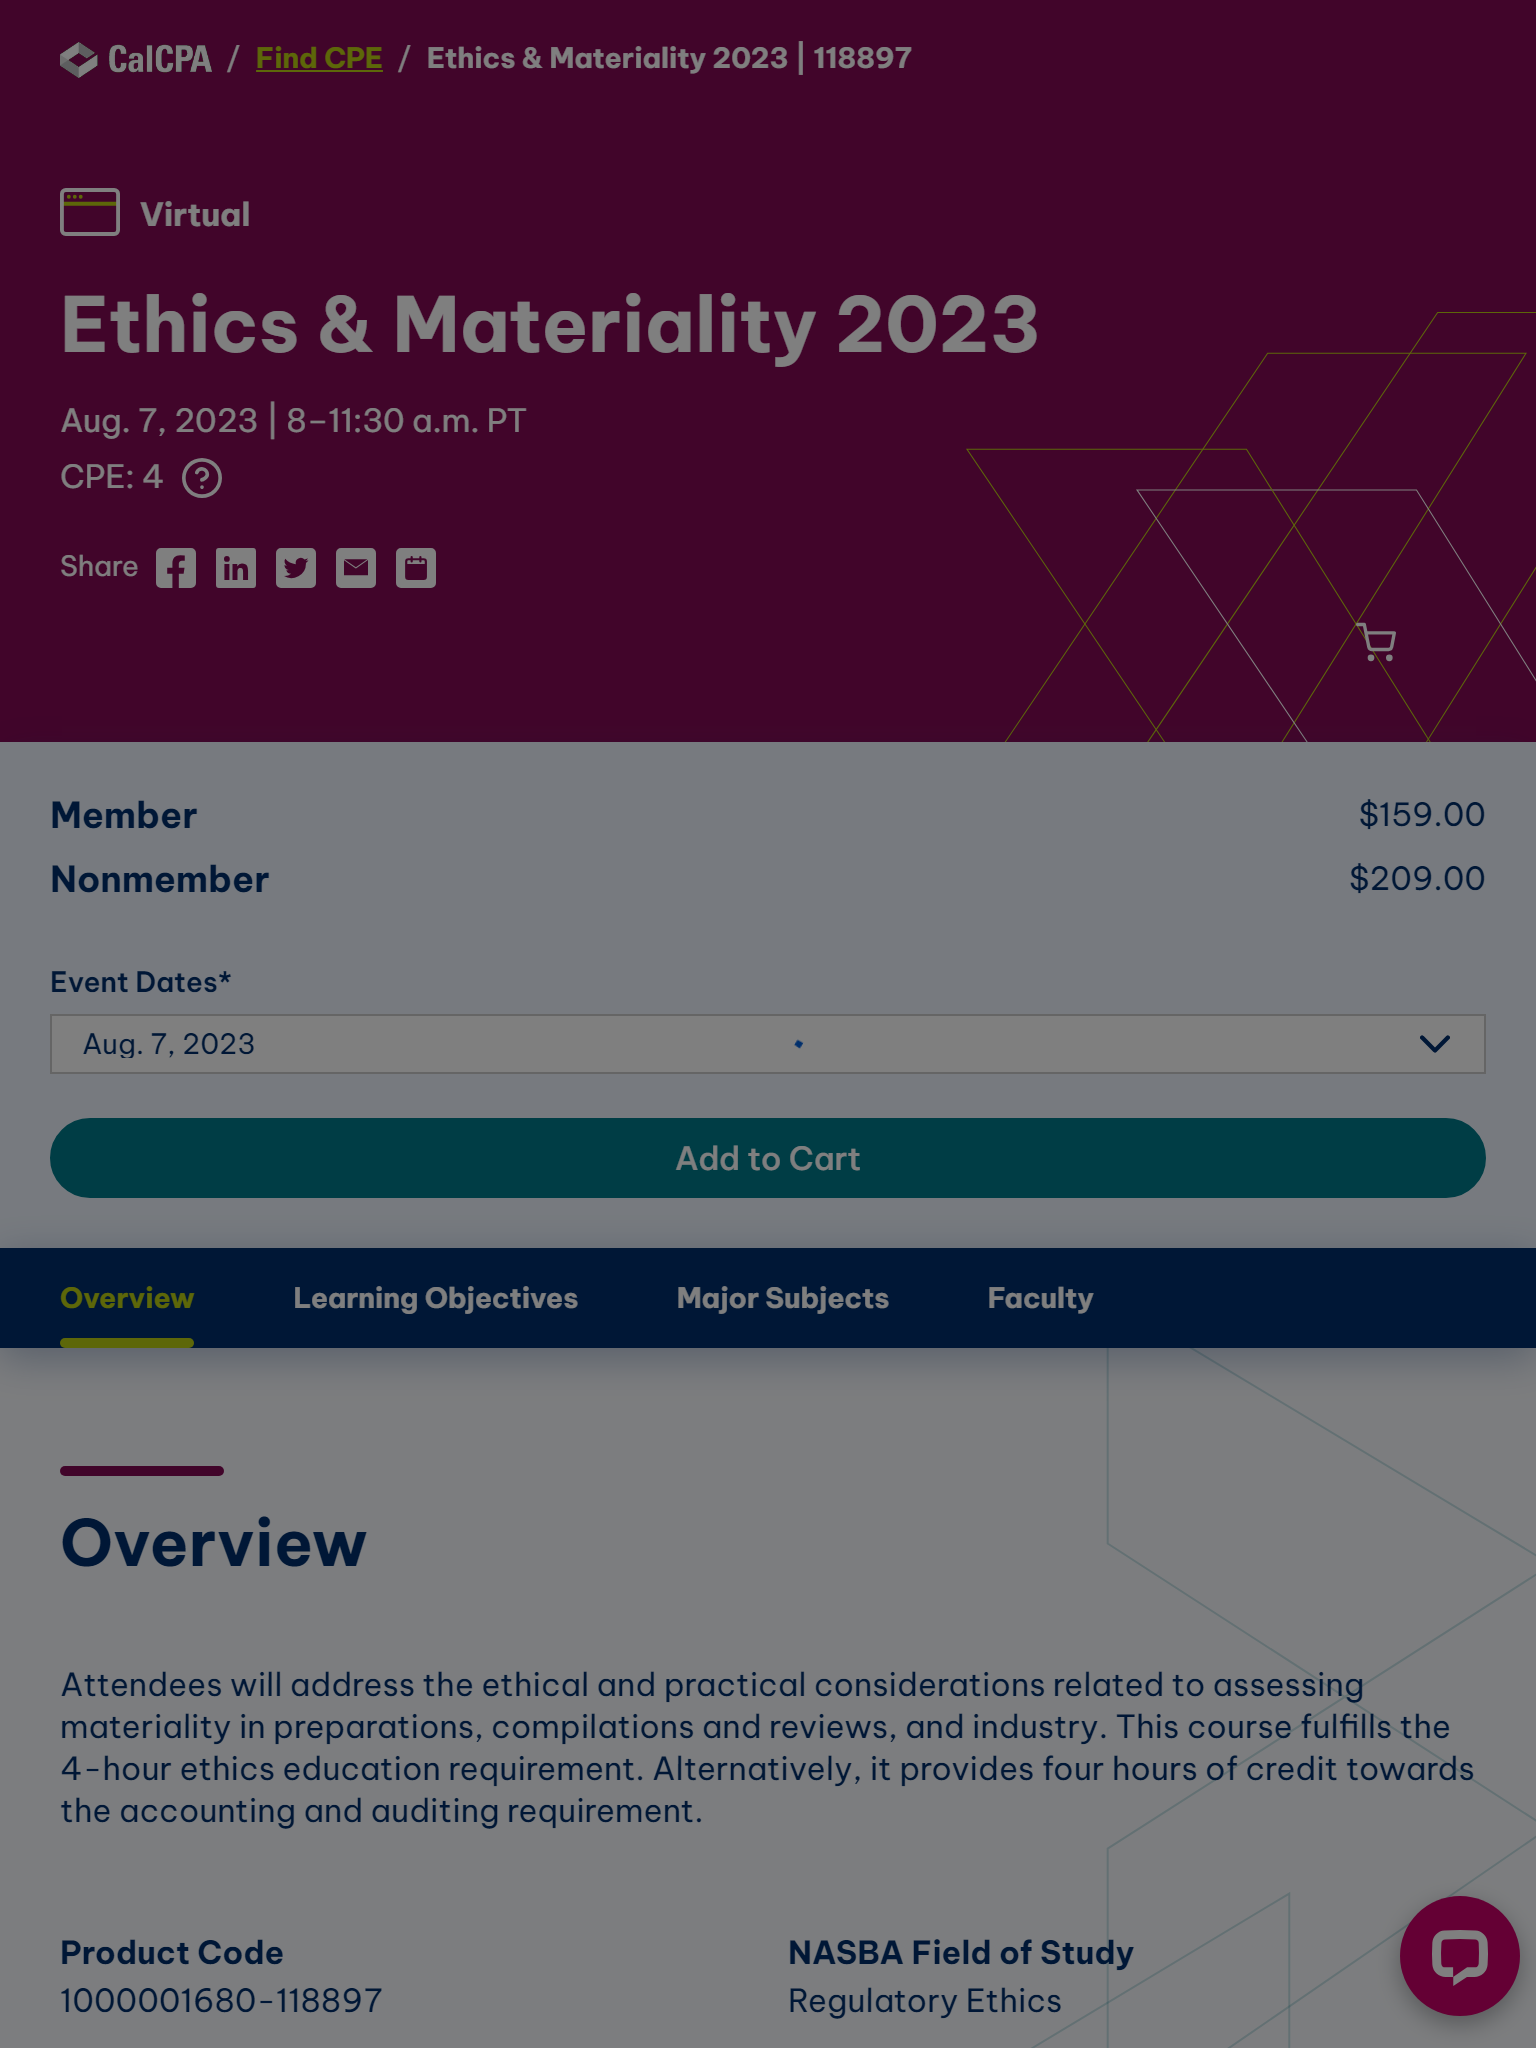 CalCPA / Find CPE / Ethics & Materiality 2023 | 118897
Virtual
Ethics & Materiality 2023
Aug. 7, 2023 | 8–11:30 a.m. PT
CPE: 4
Share
Member $159.00
Nonmember $209.00
Event Dates*
Aug. 7, 2023
Add to Cart
Overview Learning Objectives Major Subjects Faculty
Overview
Attendees will address the ethical and practical considerations related to assessing
materiality in preparations, compilations and reviews, and industry. This course fulfills the
4-hour ethics education requirement. Alternatively, it provides four hours of credit towards
the accounting and auditing requirement.
Product Code
1000001680-118897
NASBA Field of Study
Regulatory Ethics